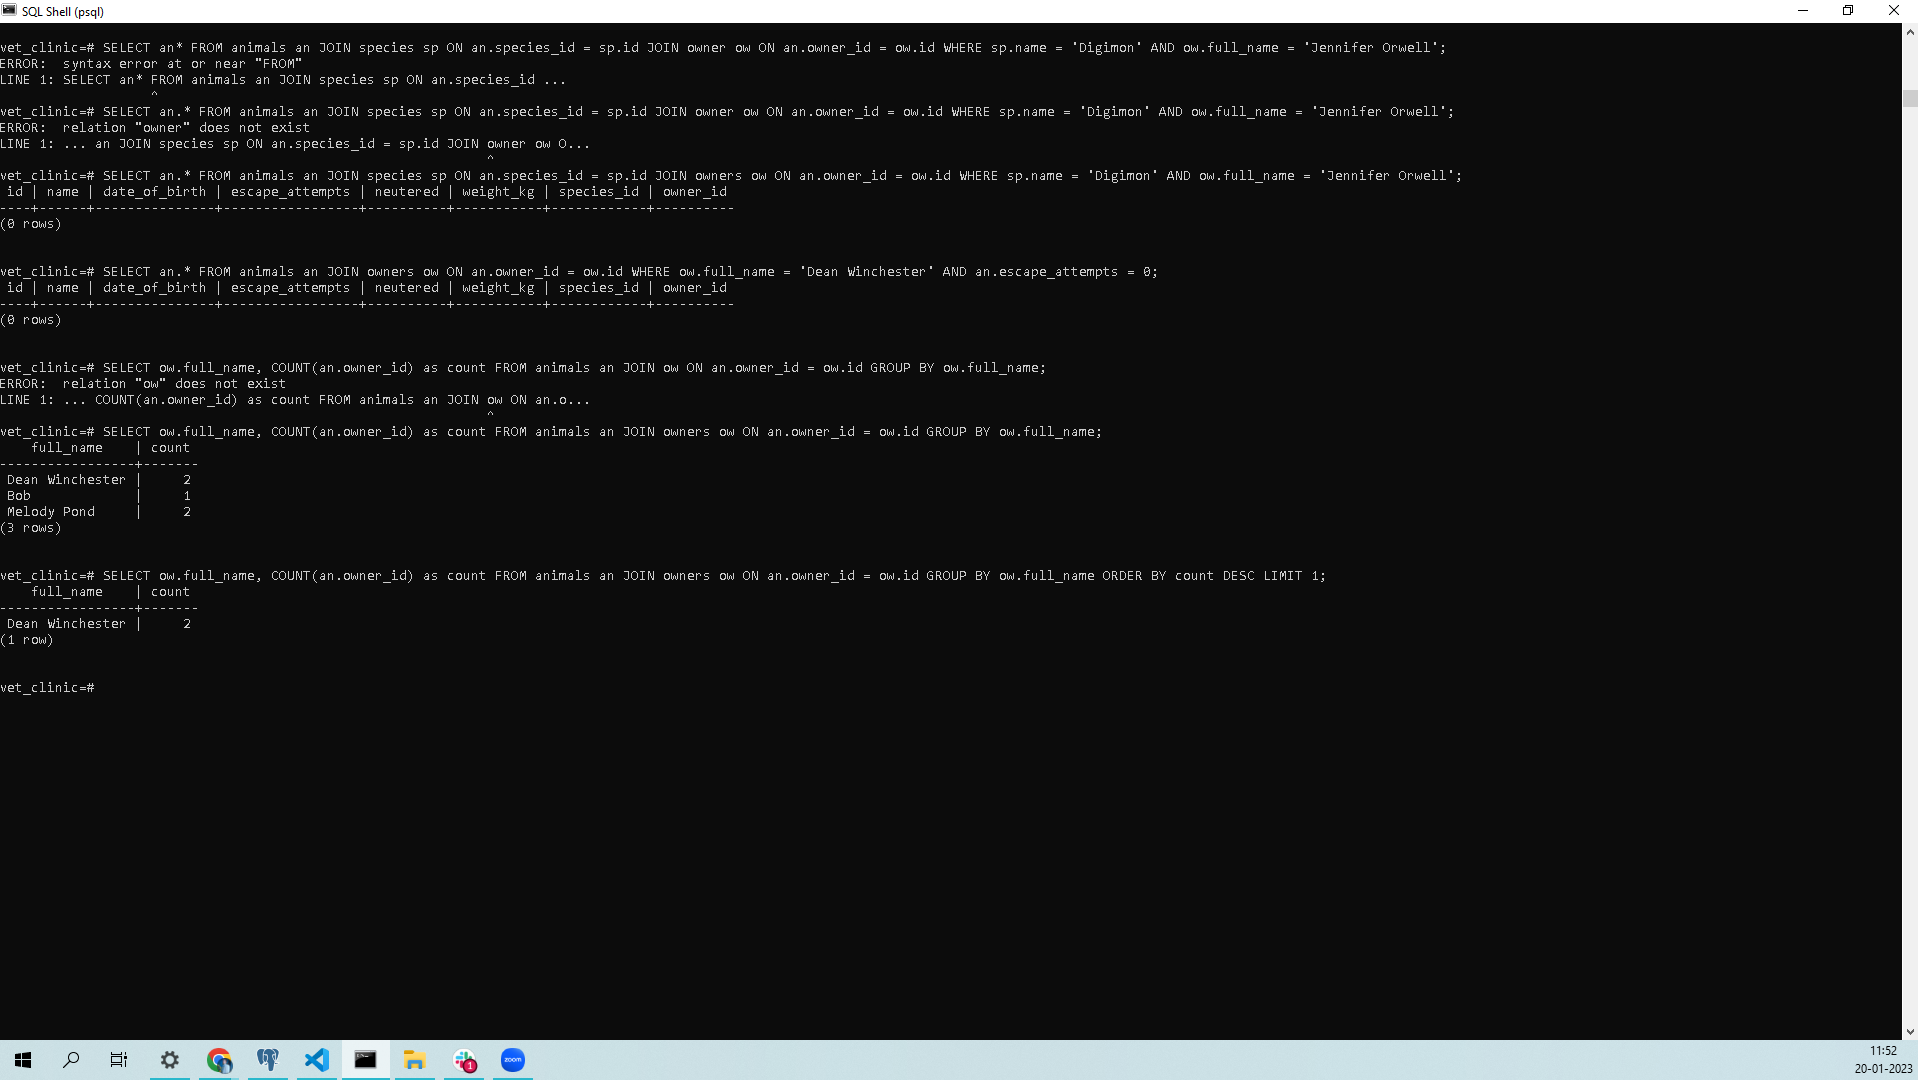 SQL Shell (psql)
vet_clinic=# SELECT an* FROM animals an JOIN species sp ON an.species_id = sp.id JOIN owner ow ON an.owner_id = ow.id WHERE sp.name = 'Digimon' AND ow.full_name = 'Jennifer Orwell';
ERROR:  syntax error at or near "FROM"
LINE 1: SELECT an* FROM animals an JOIN species sp ON an.species_id ...
^
vet_clinic=# SELECT an.* FROM animals an JOIN species sp ON an.species_id = sp.id JOIN owner ow ON an.owner_id = ow.id WHERE sp.name = 'Digimon' AND ow.full_name = 'Jennifer Orwell';
ERROR:  relation "owner" does not exist
LINE 1: ... an JOIN species sp ON an.species_id = sp.id JOIN owner ow O...
^
vet_clinic=# SELECT an.* FROM animals an JOIN species sp ON an.species_id = sp.id JOIN owners ow ON an.owner_id = ow.id WHERE sp.name = 'Digimon' AND ow.full_name = 'Jennifer Orwell';
 id | name | date_of_birth | escape_attempts | neutered | weight_kg | species_id | owner_id
----+------+---------------+-----------------+----------+-----------+------------+----------
(0 rows)
vet_clinic=# SELECT an.* FROM animals an JOIN owners ow ON an.owner_id = ow.id WHERE ow.full_name = 'Dean Winchester' AND an.escape_attempts = 0;
 id | name | date_of_birth | escape_attempts | neutered | weight_kg | species_id | owner_id
----+------+---------------+-----------------+----------+-----------+------------+----------
(0 rows)
vet_clinic=# SELECT ow.full_name, COUNT(an.owner_id) as count FROM animals an JOIN ow ON an.owner_id = ow.id GROUP BY ow.full_name;
ERROR:  relation "ow" does not exist
LINE 1: ... COUNT(an.owner_id) as count FROM animals an JOIN ow ON an.o...
^
vet_clinic=# SELECT ow.full_name, COUNT(an.owner_id) as count FROM animals an JOIN owners ow ON an.owner_id = ow.id GROUP BY ow.full_name;
    full_name    | count
-----------------+-------
 Dean Winchester |     2
 Bob             |     1
 Melody Pond     |     2
(3 rows)
vet_clinic=# SELECT ow.full_name, COUNT(an.owner_id) as count FROM animals an JOIN owners ow ON an.owner_id = ow.id GROUP BY ow.full_name ORDER BY count DESC LIMIT 1;
    full_name    | count
-----------------+-------
 Dean Winchester |     2
(1 row)
vet_clinic=#
1
zoom
11:52
20-01-2023